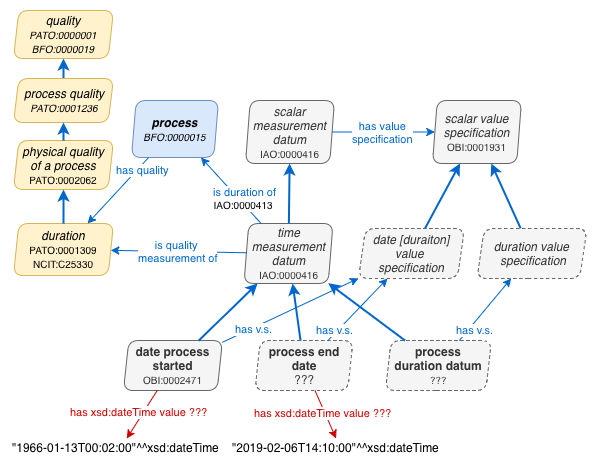 quality
PATO:0000001
BFO:0000019
process quality
PATO:0001236
physical quality
of a process
PATO:0002062
duration
PATO:0001309
NCIT:C25330
process
BFO:0000015
has quality
scalar
measurement
datum
IAO:0000416
has value
specification
scalar value
specification
OBI:0001931
is duration of
IAO:0000413
is quality
measurement of
time
measurement
datum
IAO:0000416
date [duraiton]
value
specification
duration value
specification
has v.s.
has v.s.
has v.s.
date process
started
OBI:0002471
process end
date
???
process
duration datum
???
has xsd:dateTime value ???
has xsd:dateTime value ???
"1966-01-13T00:02:00"^^xsd:dateTime
"2019-02-06T14:10:00"^^xsd:dateTime